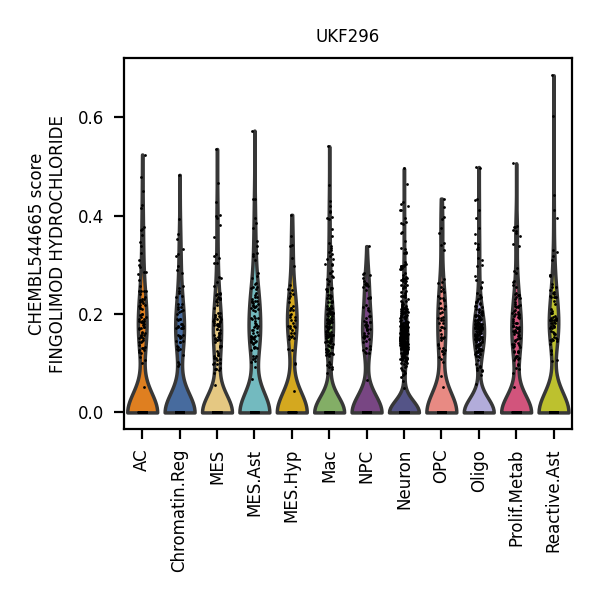 UKF296
CHEMBL544665 score
FINGOLIMOD HYDROCHLORIDE
0.6
0.4
0.2
0.0
AC
Chromatin.Reg
MES
MES.Ast
MES.Hyp
Mac
NPC
Neuron
OPC
Oligo
Prolif.Metab
Reactive.Ast